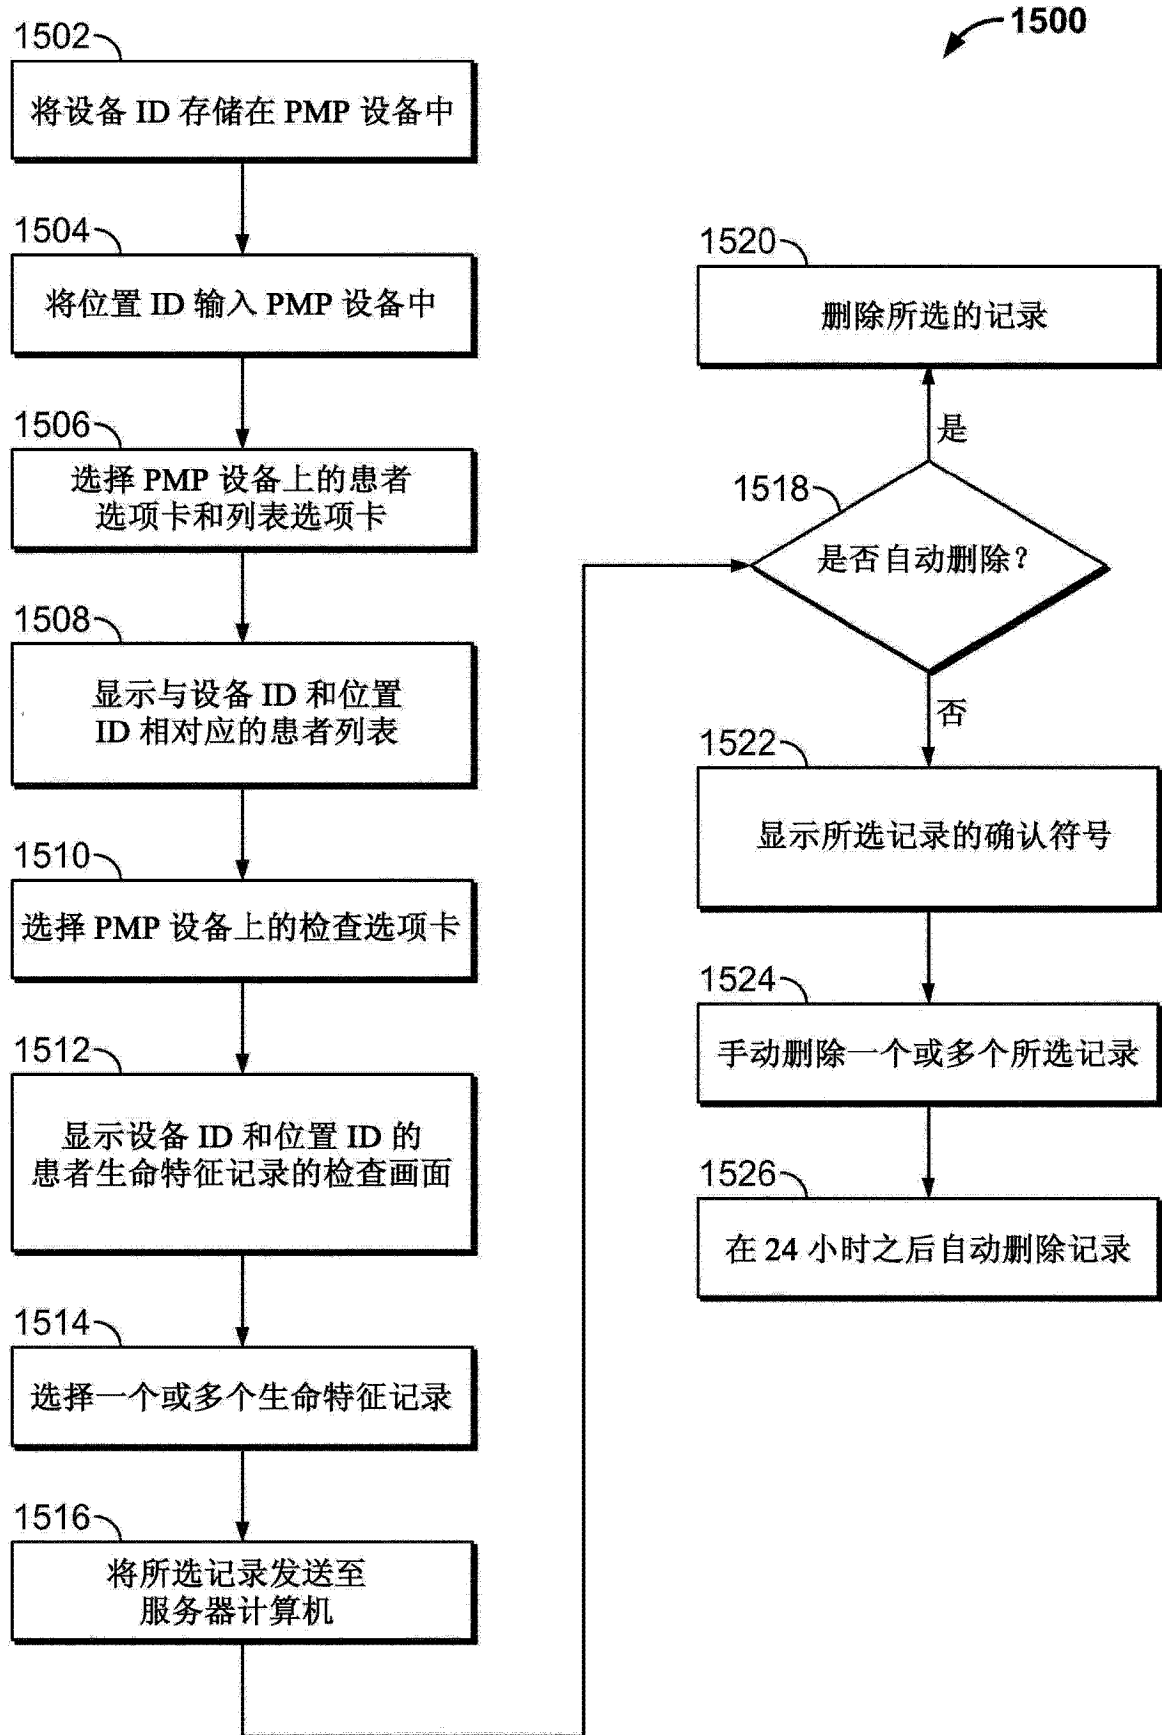 1500
1502
将设备 ID 存储在 PMP 设备中
1504
将位置 ID 输入 PMP 设备中
1506
选择 PMP 设备上的患者
选项卡和列表选项卡
1508
显示与设备 ID 和位置
ID 相对应的患者列表
1510
选择 PMP 设备上的检查选项卡
1512
显示设备 ID 和位置 ID 的
患者生命特征记录的检查画面
1514
选择一个或多个生命特征记录
1516
将所选记录发送至
服务器计算机
1518
是否自动删除？
是
1520
删除所选的记录
否
1522
显示所选记录的确认符号
1524
手动删除一个或多个所选记录
1526
在 24 小时之后自动删除记录